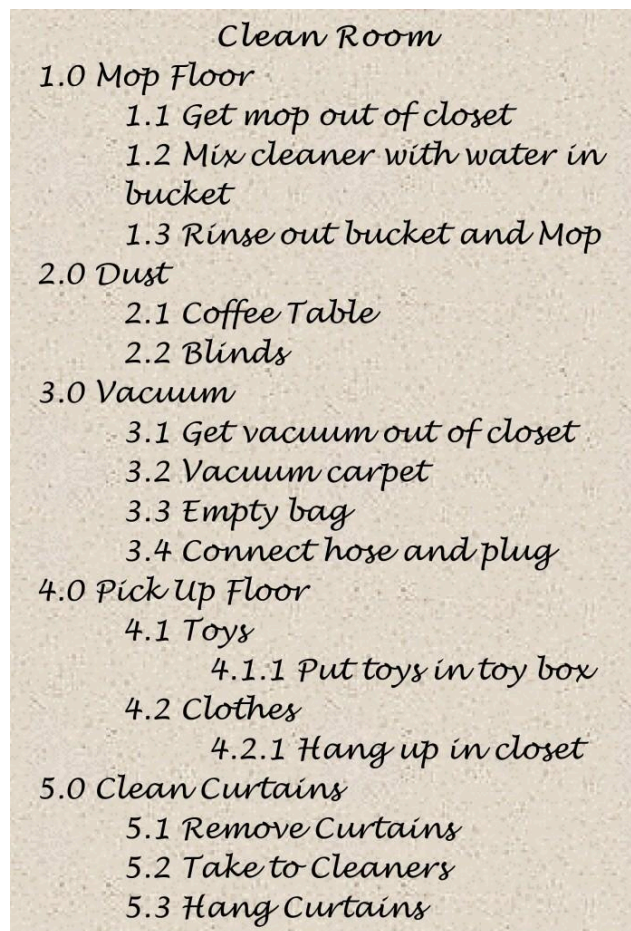 Clean Room
1.0 Mop Floor
1.1 Get mop out of closet
1.2 Mix cleaner with water in
bucket
1.3 Rinse out bucket and Mop
2.0 Dust
2.1 Coffee Table
2.2 Blinds
3.0 Vacuum
3.1 Get vacuum out of closet
3.2 Vacuum carpet
3.3 Empty bag
3.4 Connect hose and plug
4.0 Pick Up Floor
4.1 Toys
4.1.1 Put toys in toy box
4.2 Clothes
4.2.1 Hang up in closet
5.0 Clean Curtains
5.1 Remove Curtains
5.2 Take to Cleaners
5.3 Hang Curtains